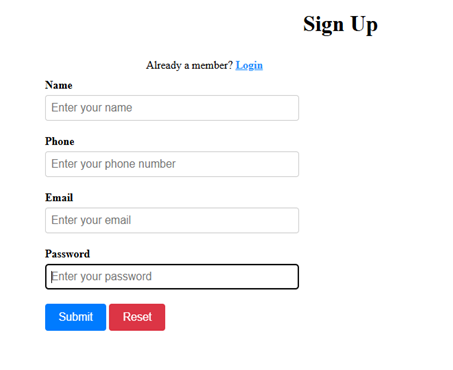 Sign Up
Already a member? Login
Name
Enter your name
Phone
Enter your phone number
Email
Enter your email
Password
Enter your password
Submit Reset